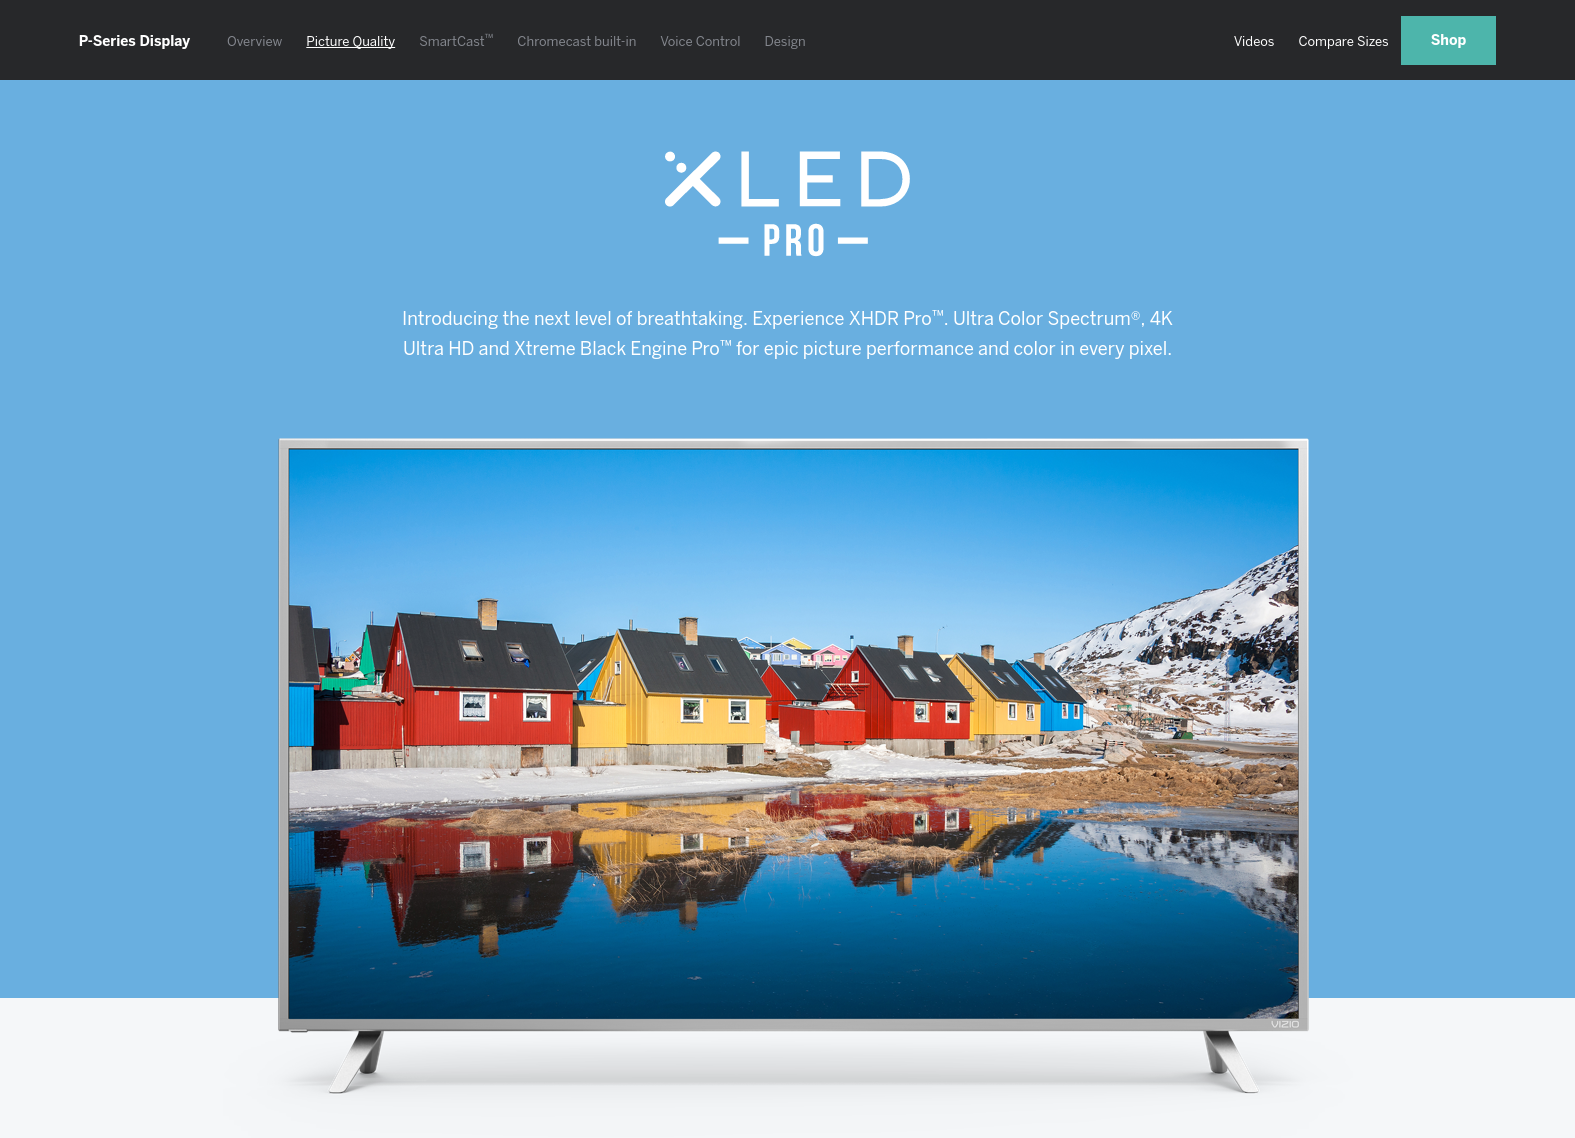 P-Series Display Overview Picture Quality SmartCast™ Chromecast built-in Voice Control Design Videos Compare Sizes Shop
XLED
PRO
Introducing the next level of breathtaking. Experience XHDR Pro™. Ultra Color Spectrum®, 4K
Ultra HD and Xtreme Black Engine Pro™ for epic picture performance and color in every pixel.
VIZIO